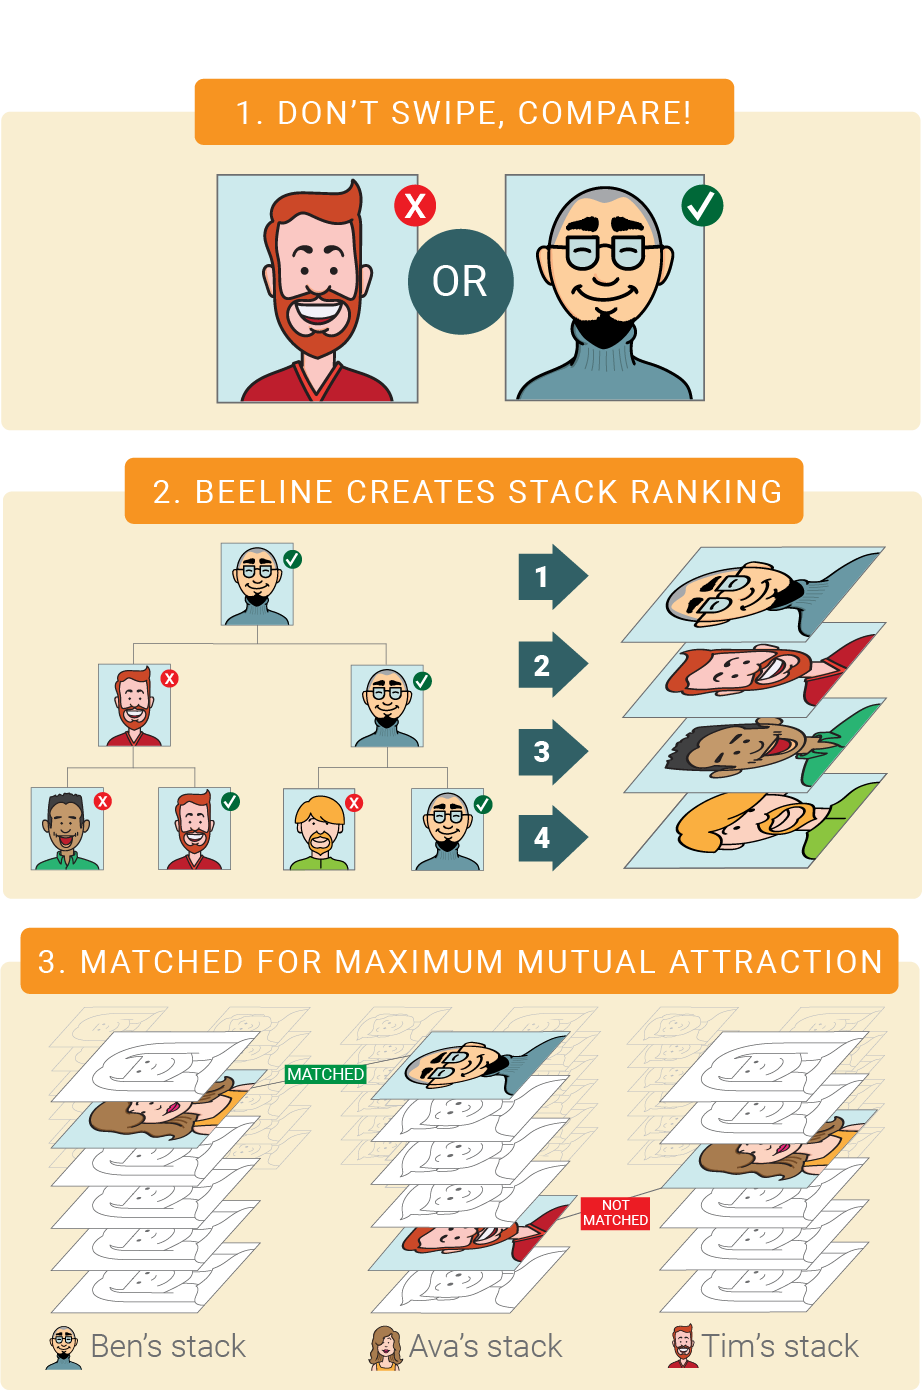 1. DON'T SWIPE, COMPARE!
X
OR
2. BEELINE CREATES STACK RANKING
1
X
2
3
X
X
4
3. MATCHED FOR MAXIMUM MUTUAL ATTRACTION
MATCHED
NOT
MATCHED
Ben's stack
Ava's stack
Tim's stack